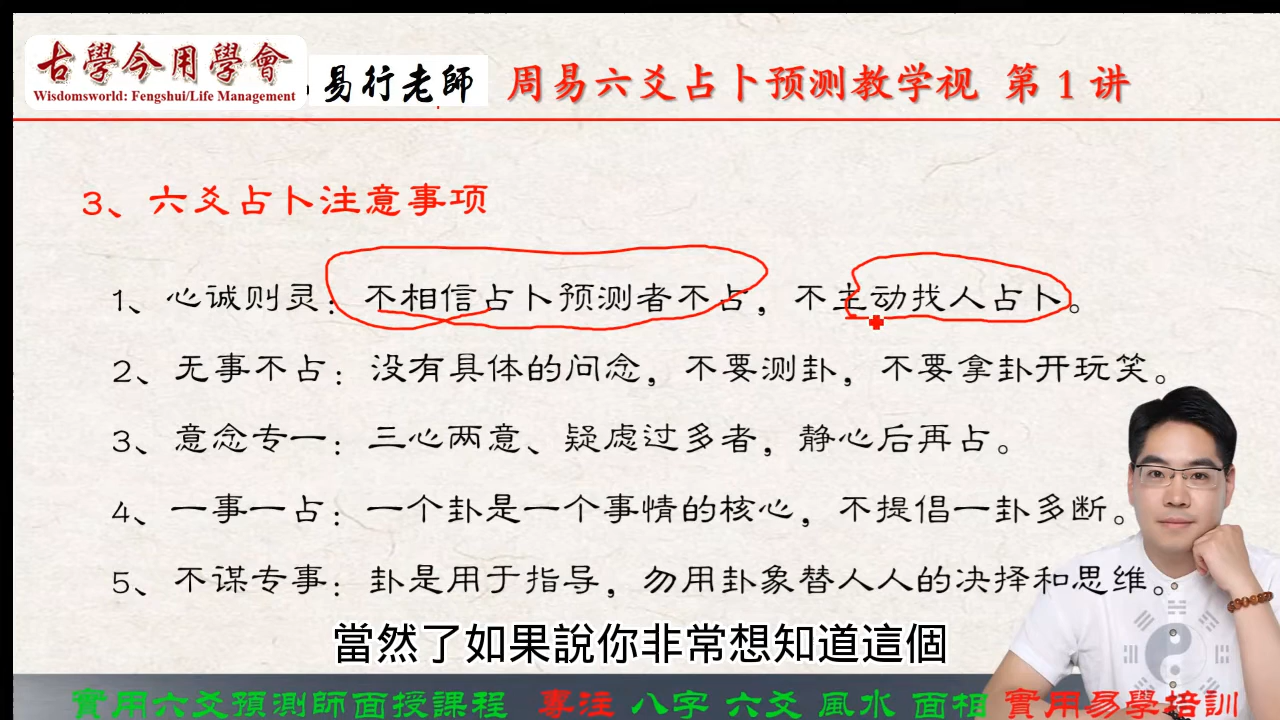 古學今用學會
Wisdomsworld: Fengshui/Life Management
易行老師
周易六爻占卜预测教学视 第1讲
3、六爻占卜注意事项
1、心诚则灵：不相信占卜预测者不占，不主动找人占卜。
2、无事不占：没有具体的问念，不要测卦，不要拿卦开玩笑。
3、意念专一：三心两意、疑虑过多者，静心后再占。
4、一事一占：一个卦是一个事情的核心，不提倡一卦多断。
5、不谋专事：卦是用于指导，勿用卦象替人人的决择和思维。
當然了如果說你非常想知道這個
實用六爻預測師面授課程 專注 八字 六爻 風水 面相 實用易學培訓